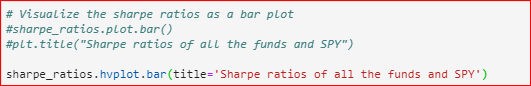 # Visualize the sharpe ratios as a bar plot
#sharpe_ratios.plot.bar()
#plt.title("Sharpe ratios of all the funds and SPY")
sharpe_ratios.hvplot.bar(title='Sharpe ratios of all the funds and SPY')